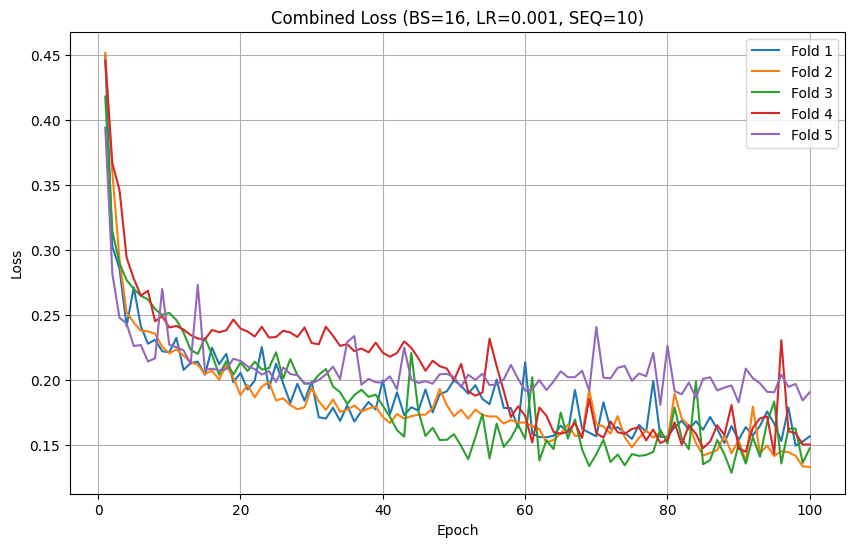 Combined Loss (BS=16, LR=0.001, SEQ=10)
Fold 1
Fold 2
Fold 3
Fold 4
Fold 5
Loss
0.45
0.40
0.35
0.30
0.25
0.20
0.15
0 20 40 60 80 100
Epoch